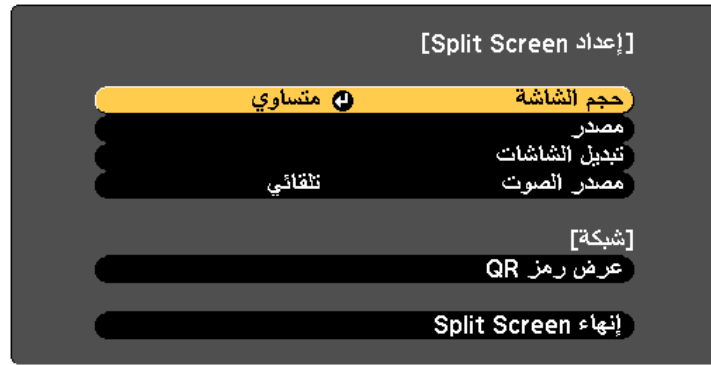 [إعداد Split Screen]
حجم الشاشة متساوي
مصدر
تبديل الشاشات
مصدر الصوت تلقائي
[شبكة]
عرض رمز QR
إنهاء Split Screen